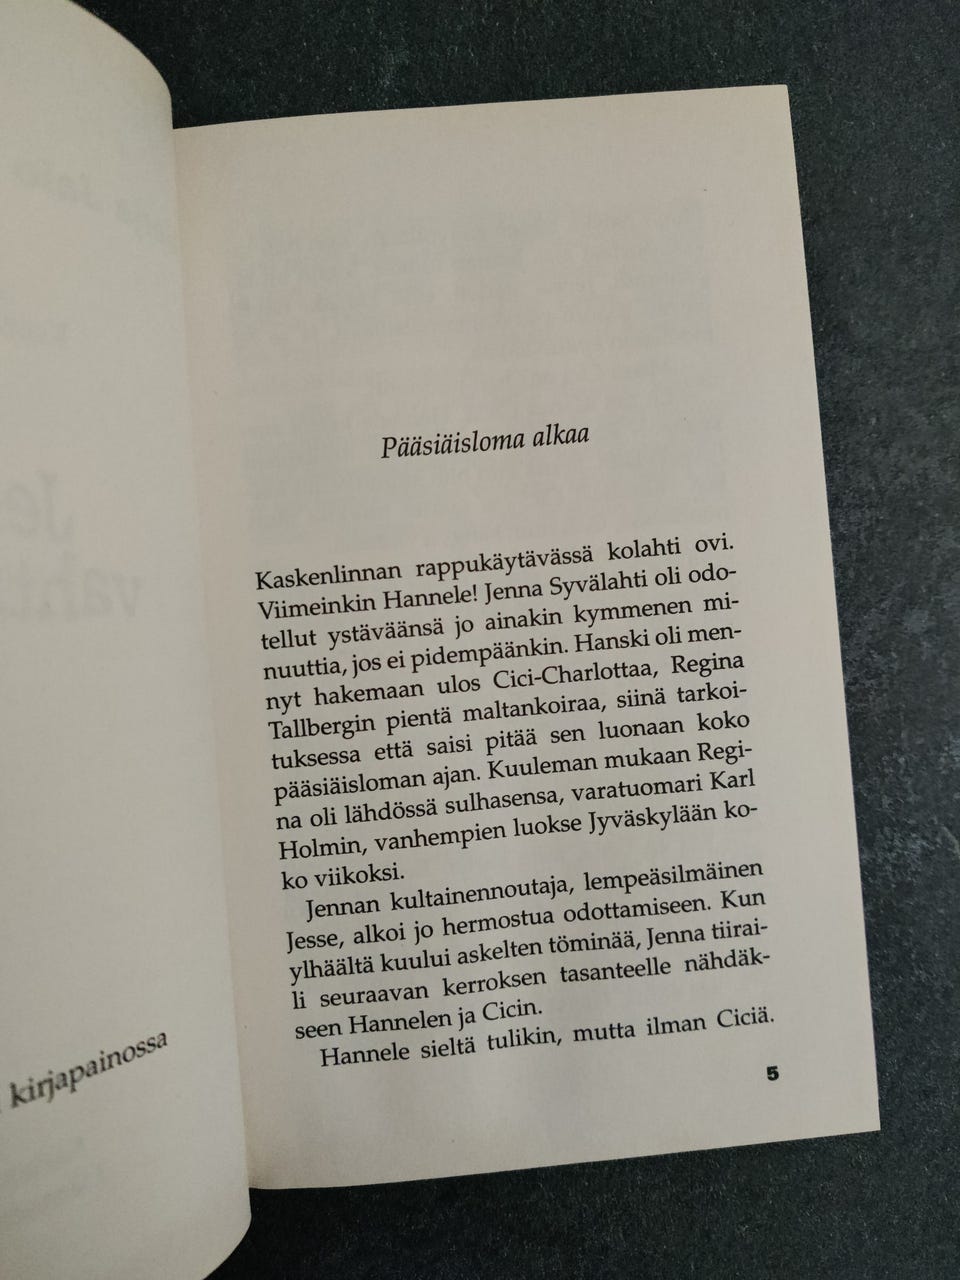 kirjapainossa
Pääsiäisloma alkaa
Kaskenlinnan rappukäytävässä kolahti ovi.
Viimeinkin Hannele! Jenna Syvälahti oli odo-
tellut ystäväänsä jo ainakin kymmenen mi-
nuuttia, jos ei pidempäänkin. Hanski oli men-
nyt hakemaan ulos Cici-Charlottaa, Regina
Tallbergin pientä maltankoiraa, siinä tarkoi-
tuksessa että saisi pitää sen luonaan koko
pääsiäisloman ajan. Kuuleman mukaan Regi-
na oli lähdössä sulhasensa, varatuomari Karl
Holmin, vanhempien luokse Jyväskylään ko-
ko viikoksi.
Jennan kultainennoutaja, lempeäsilmäinen
Jesse, alkoi jo hermostua odottamiseen. Kun
ylhäältä kuului askelten töminää, Jenna tiirai-
li seuraavan kerroksen tasanteelle nähdäk-
seen Hannelen ja Cicin.
Hannele sieltä tulikin, mutta ilman Ciciä.
5